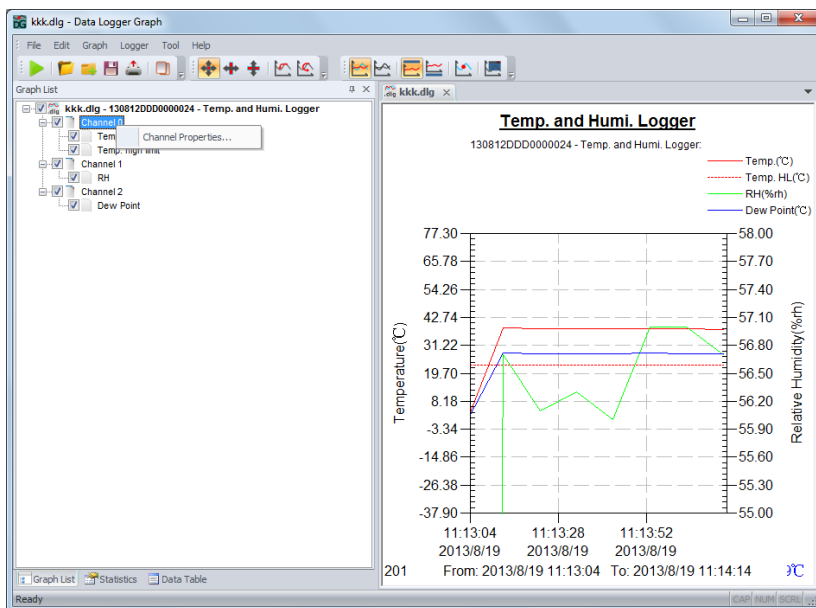 kkk.dlg - Data Logger Graph
File Edit Graph Logger Tool Help
Graph List
kkk.dlg - 130812DDD0000024 - Temp. and Humi. Logger
Channel 0
Channel Properties...
Temp. high limit
Channel 1
RH
Channel 2
Dew Point
Graph List Statistics Data Table
Ready
kkk.dlg
Temp. and Humi. Logger
130812DDD0000024 - Temp. and Humi. Logger:
Temp.(℃)
Temp. HL(℃)
RH(%rh)
Dew Point(℃)
Temperature(℃)
77.30
65.78
54.26
42.74
31.22
19.70
8.18
-3.34
-14.86
-26.38
-37.90
58.00
57.70
57.40
57.10
56.80
56.50
56.20
55.90
55.60
55.30
55.00
Relative Humidity(%rh)
11:13:04 11:13:28 11:13:52
2013/8/19 2013/8/19 2013/8/19
201 From: 2013/8/19 11:13:04 To: 2013/8/19 11:14:14 ℃
CAP NUM SCRL